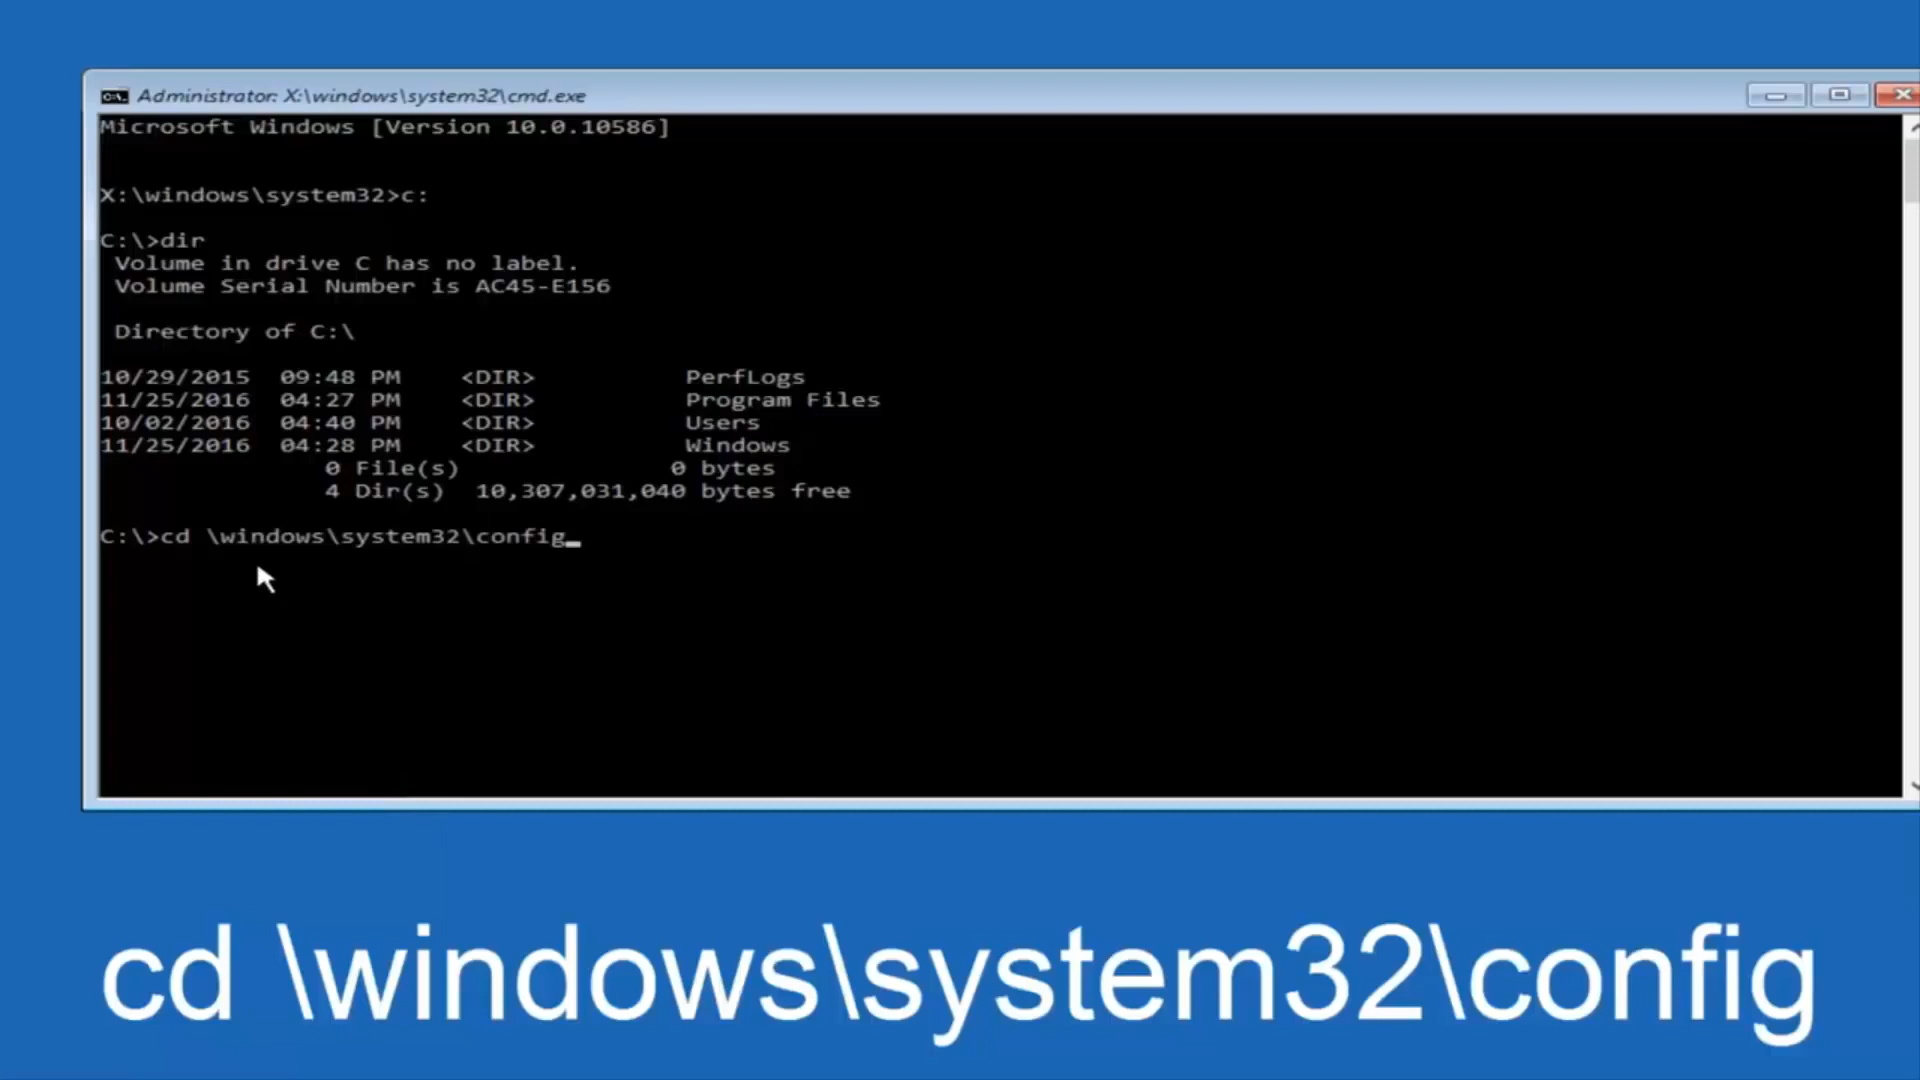 Administrator: X:\windows\system32\cmd.exe
Microsoft Windows [Version 10.0.10586]
X:\windows\system32>c:
C:\>dir
Volume in drive C has no label.
Volume Serial Number is AC45-E156
Directory of C:\
10/29/2015  09:48 PM    <DIR>          PerfLogs
11/25/2016  04:27 PM    <DIR>          Program Files
10/02/2016  04:40 PM    <DIR>          Users
11/25/2016  04:28 PM    <DIR>          Windows
0 File(s)              0 bytes
4 Dir(s)  10,307,031,040 bytes free
C:\>cd \windows\system32\config_
cd \windows\system32\config